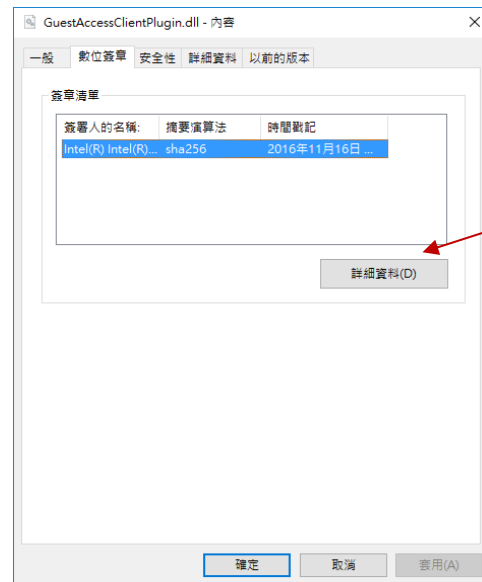 GuestAccessClientPlugin.dll - 內容
一般 數位簽章 安全性 詳細資料 以前的版本
簽章清單
簽署人的名稱: 摘要演算法 時間戳記
Intel(R) Intel(R)... sha256 2016年11月16日 ...
詳細資料(D)
確定 取消 套用(A)